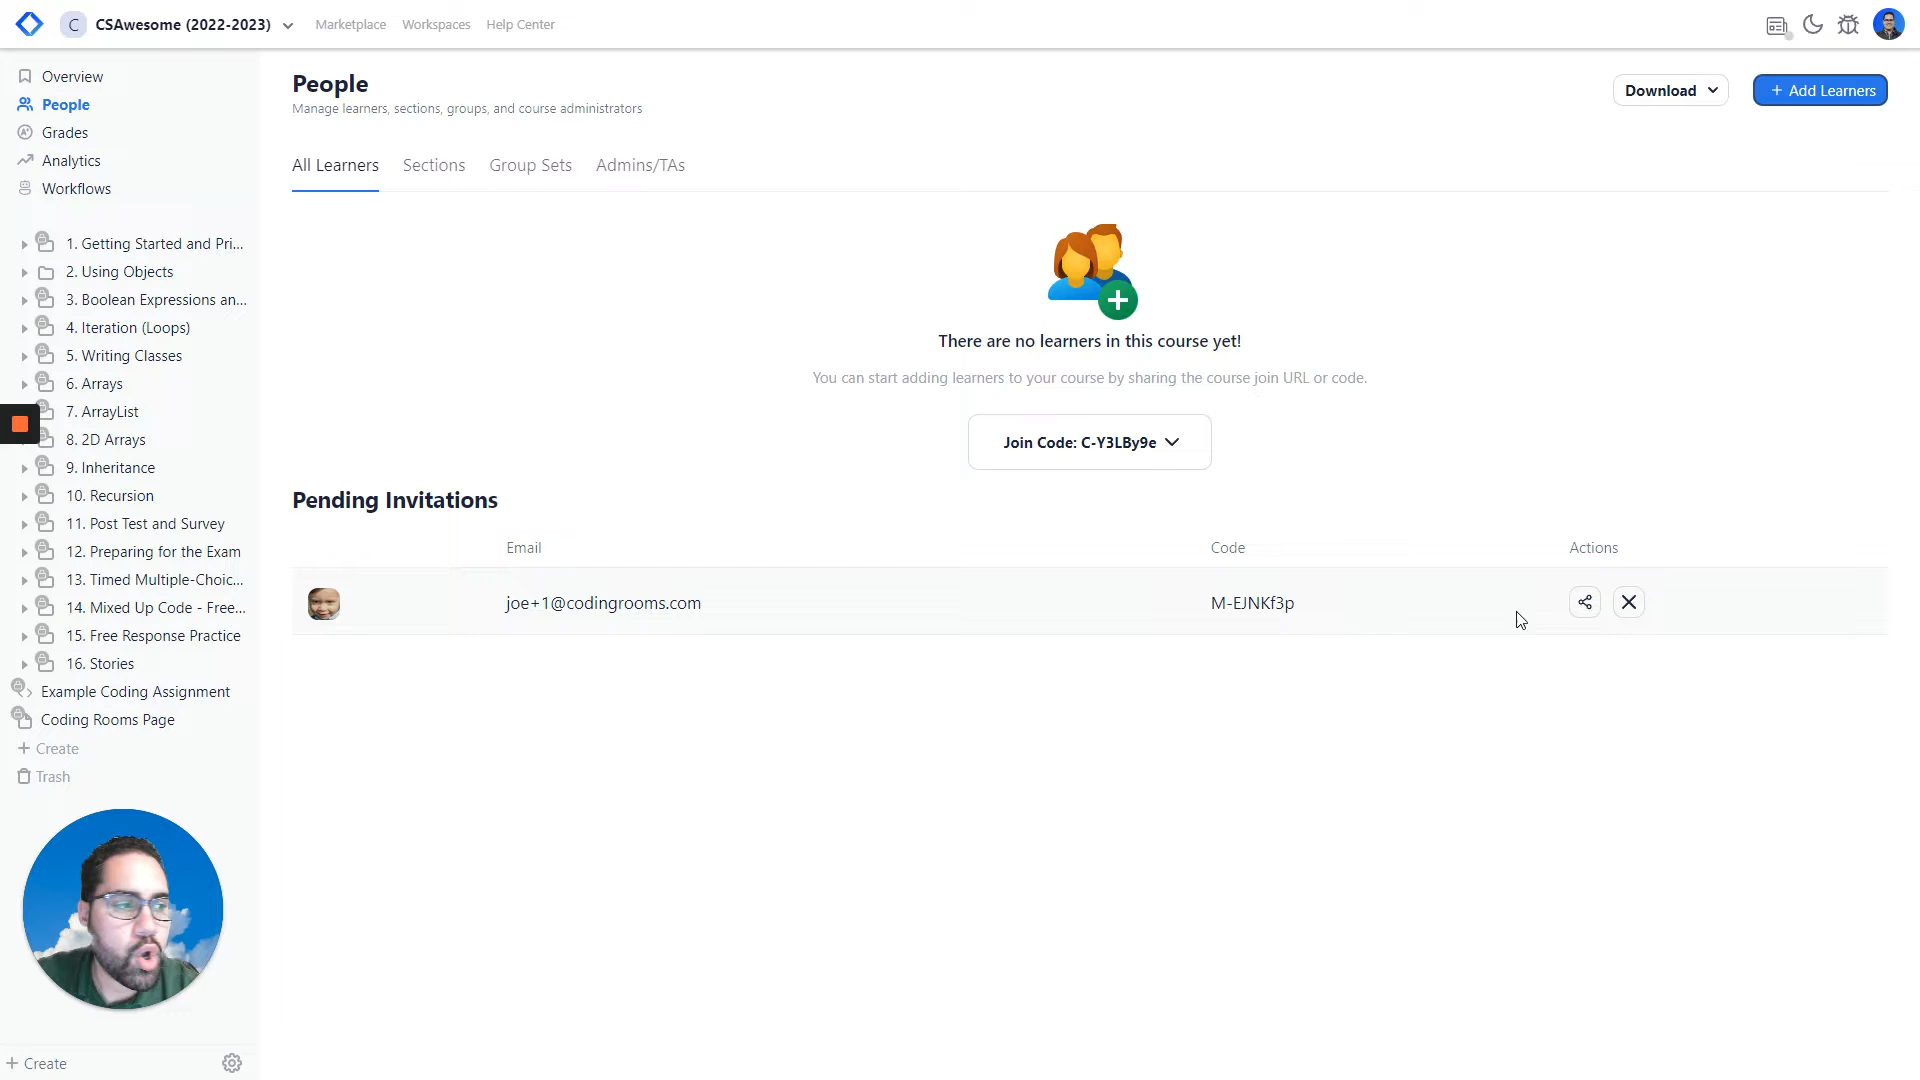 C CSAwesome (2022-2023) Marketplace Workspaces Help Center
Overview
People
Grades
Analytics
Workflows
1. Getting Started and Pri...
2. Using Objects
3. Boolean Expressions an...
4. Iteration (Loops)
5. Writing Classes
6. Arrays
7. ArrayList
8. 2D Arrays
9. Inheritance
10. Recursion
11. Post Test and Survey
12. Preparing for the Exam
13. Timed Multiple-Choic...
14. Mixed Up Code - Free...
15. Free Response Practice
16. Stories
Example Coding Assignment
Coding Rooms Page
+ Create
Trash
+ Create
People
Manage learners, sections, groups, and course administrators
Download
+ Add Learners
All Learners Sections Group Sets Admins/TAs
There are no learners in this course yet!
You can start adding learners to your course by sharing the course join URL or code.
Join Code: C-Y3LBy9e
Pending Invitations
Email Code Actions
joe+1@codingrooms.com M-EJNKf3p